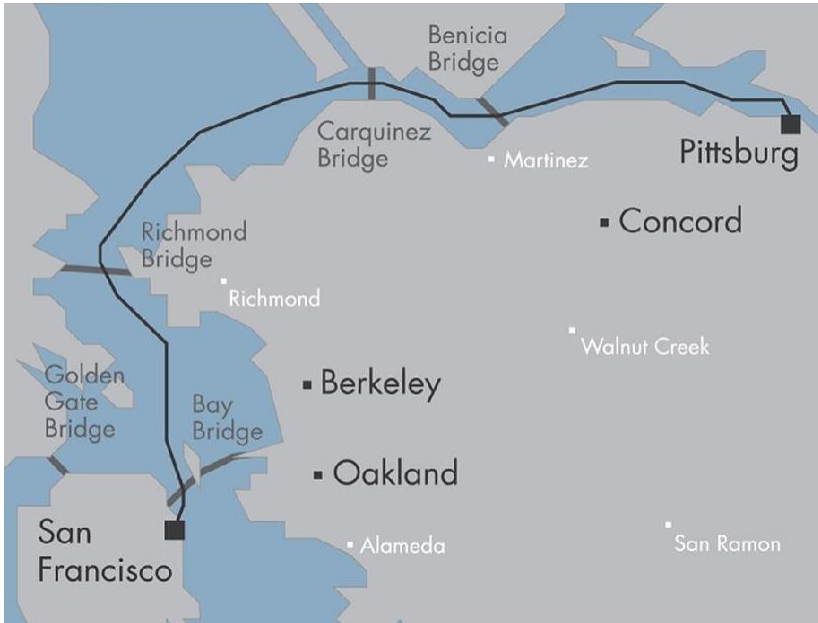 Benicia
Bridge
Carquinez
Bridge
Martinez
Pittsburg
Concord
Richmond
Bridge
Richmond
Walnut Creek
Golden
Gate
Bridge
Berkeley
Bay
Bridge
Oakland
San
Francisco
Alameda
San Ramon